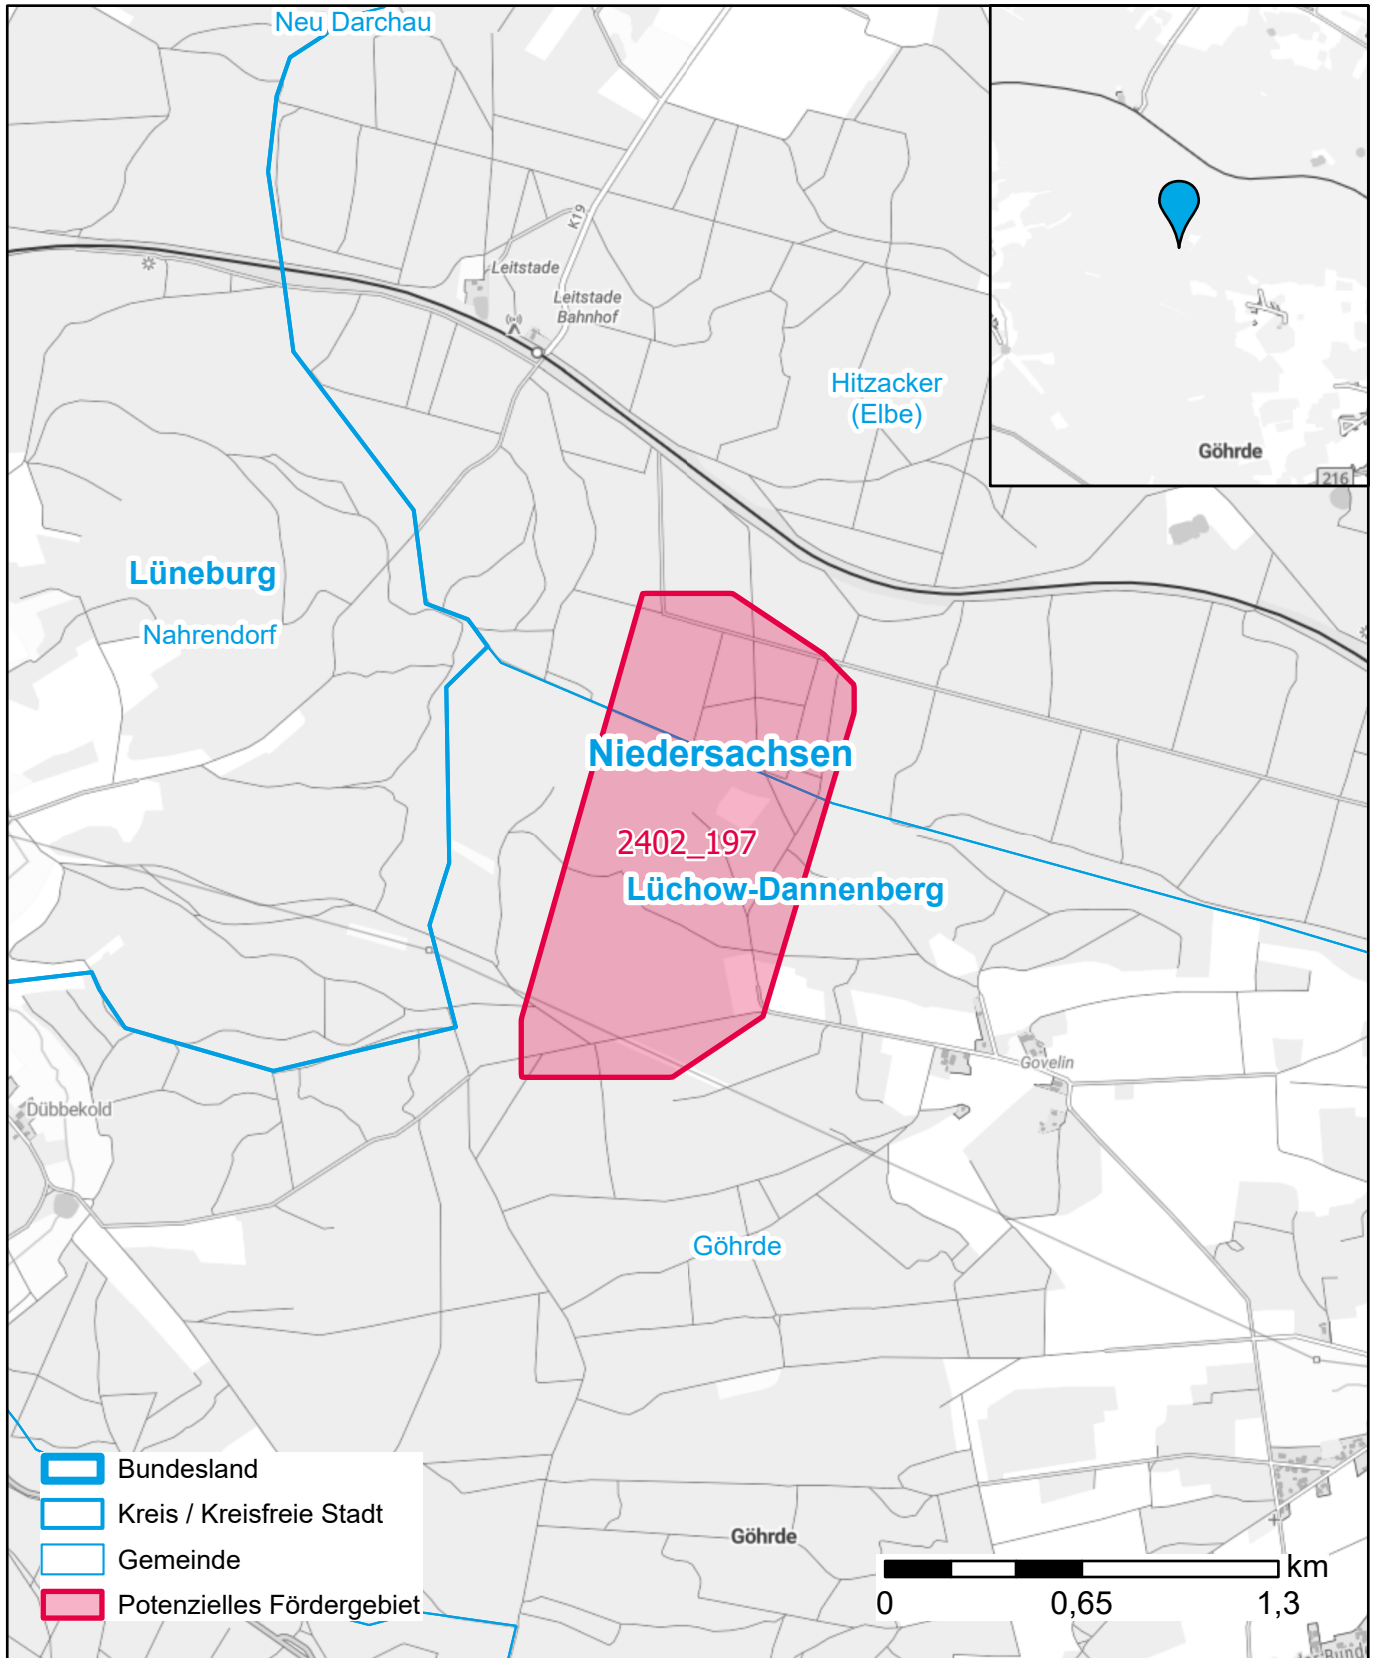 Neu Darchau
K19
Leitstade
Leitstade
Bahnhof
Hitzacker
(Elbe)
Göhrde
216
Lüneburg
Nahrendorf
Niedersachsen
2402_197
Lüchow-Dannenberg
Govelin
Dübbekold
Göhrde
Bundesland
Kreis / Kreisfreie Stadt
Gemeinde
Potenzielles Fördergebiet
Göhrde
km
0 0,65 1,3